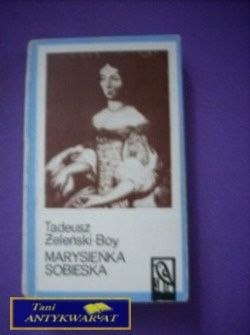 Tadeusz
Żeleński-Boy
MARYSIEŃKA
SOBIESKA
Tani
ANTYKWARIAT